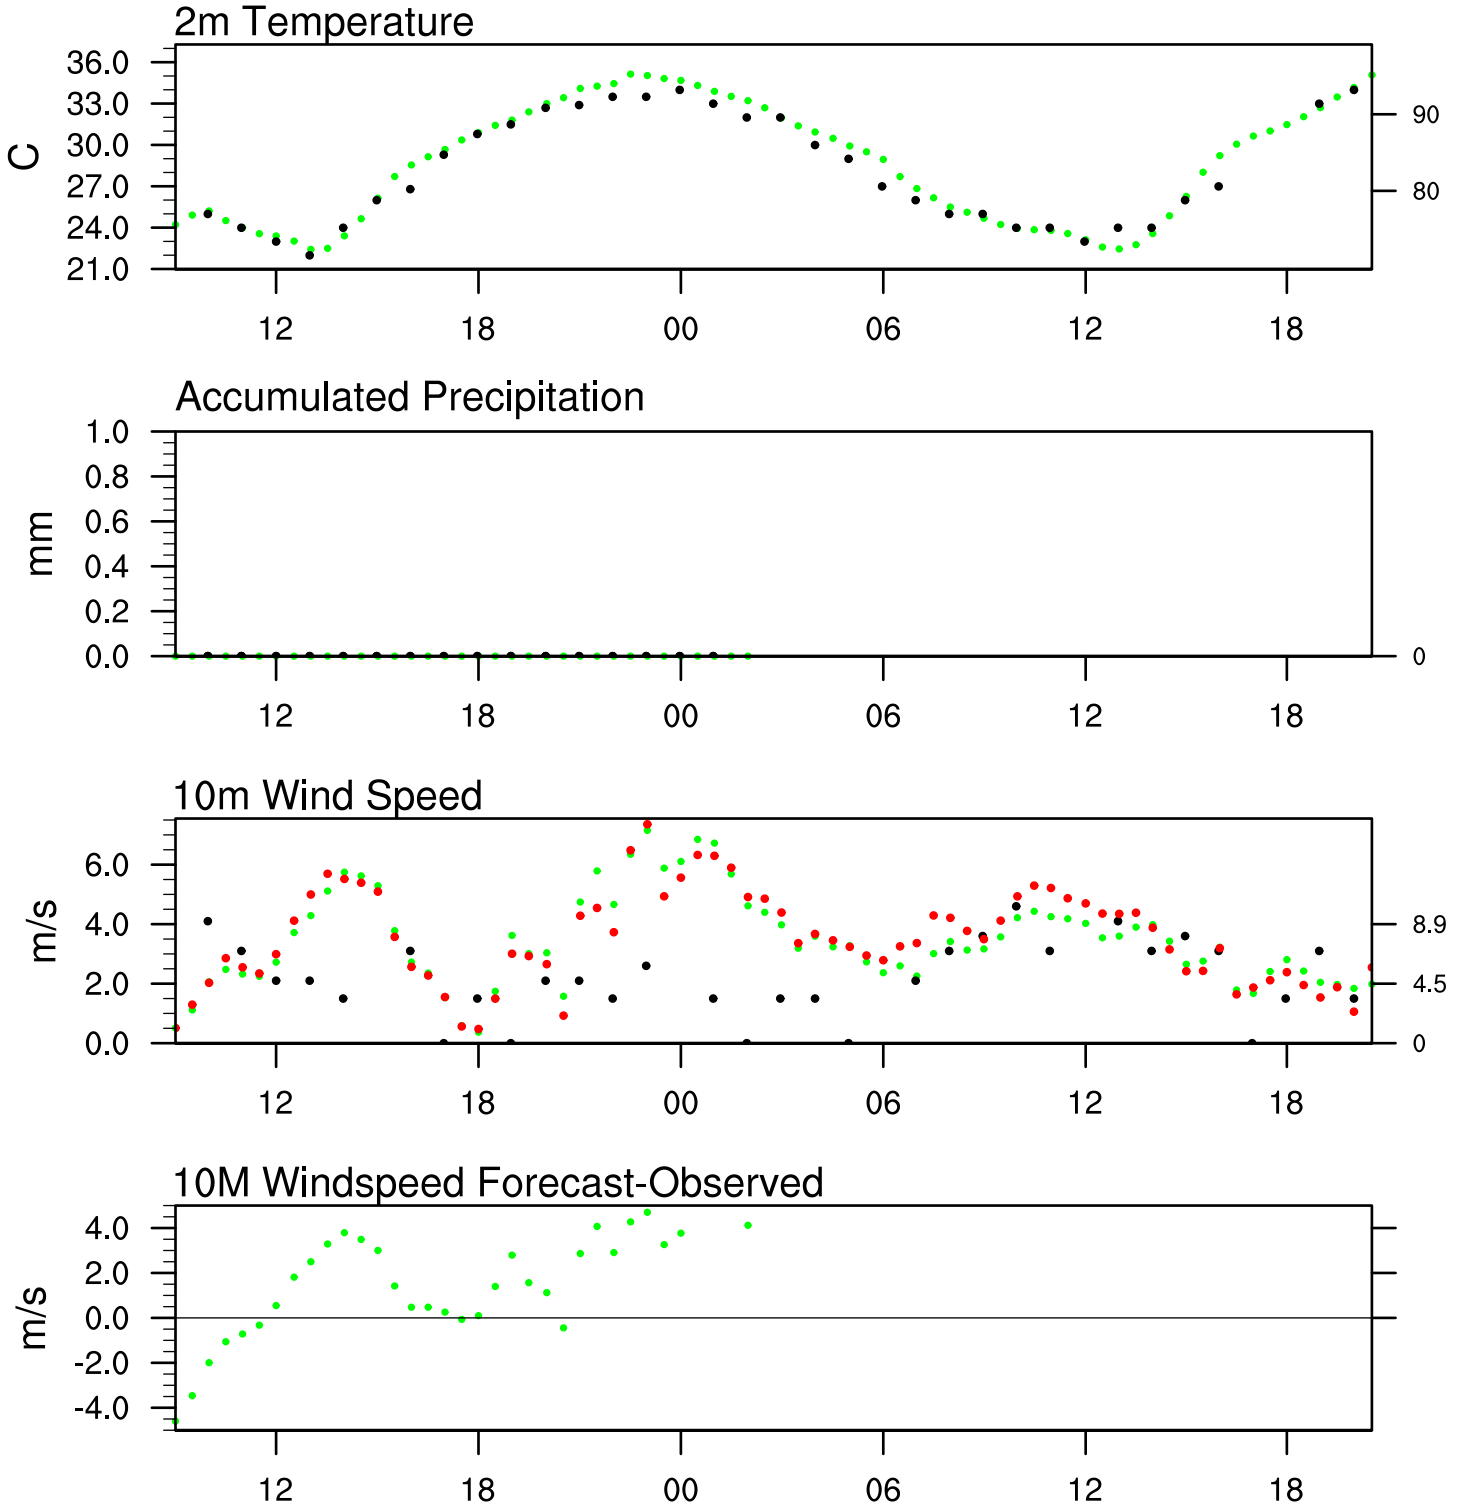 2m Temperature
36.0
33.0
30.0
27.0
24.0
21.0
C
90
80
12 18 00 06 12 18
Accumulated Precipitation
1.0
0.8
0.6
0.4
0.2
0.0
mm
0
12 18 00 06 12 18
10m Wind Speed
6.0
4.0
2.0
0.0
m/s
8.9
4.5
0
12 18 00 06 12 18
10M Windspeed Forecast-Observed
4.0
2.0
0.0
-2.0
-4.0
m/s
12 18 00 06 12 18